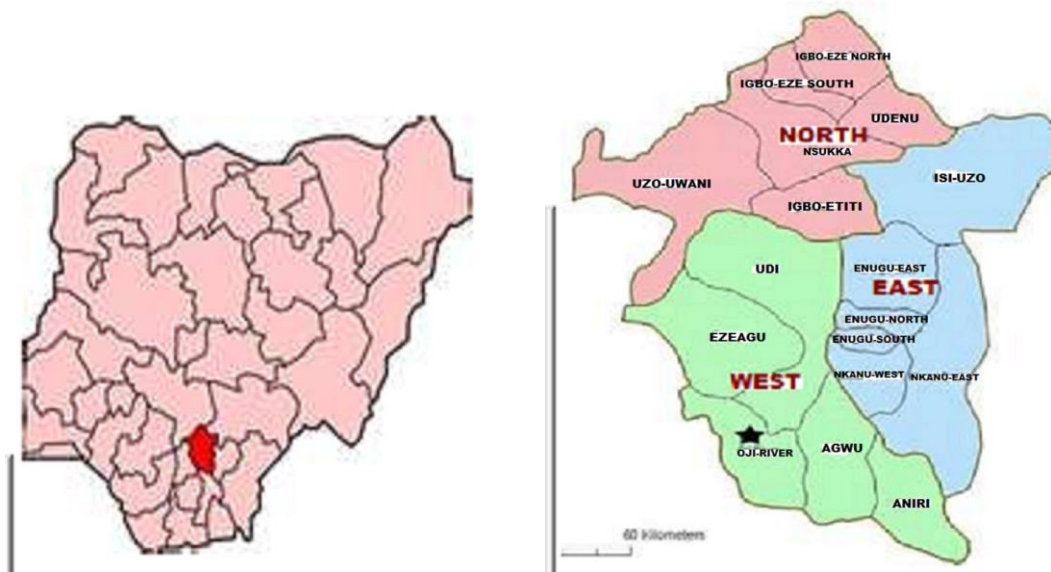 IGBO-EZE NORTH
IGBO-EZE SOUTH
UDENU
NORTH
NSUKKA
ISI-UZO
UZO-UWANI
IGBO-ETITI
UDI
ENUGU-EAST
EAST
ENUGU-NORTH
EZEAGU
ENUGU-SOUTH
WEST
NKANU-WEST
NKANU-EAST
AGWU
OJI-RIVER
ANIRI
60 Kilometers